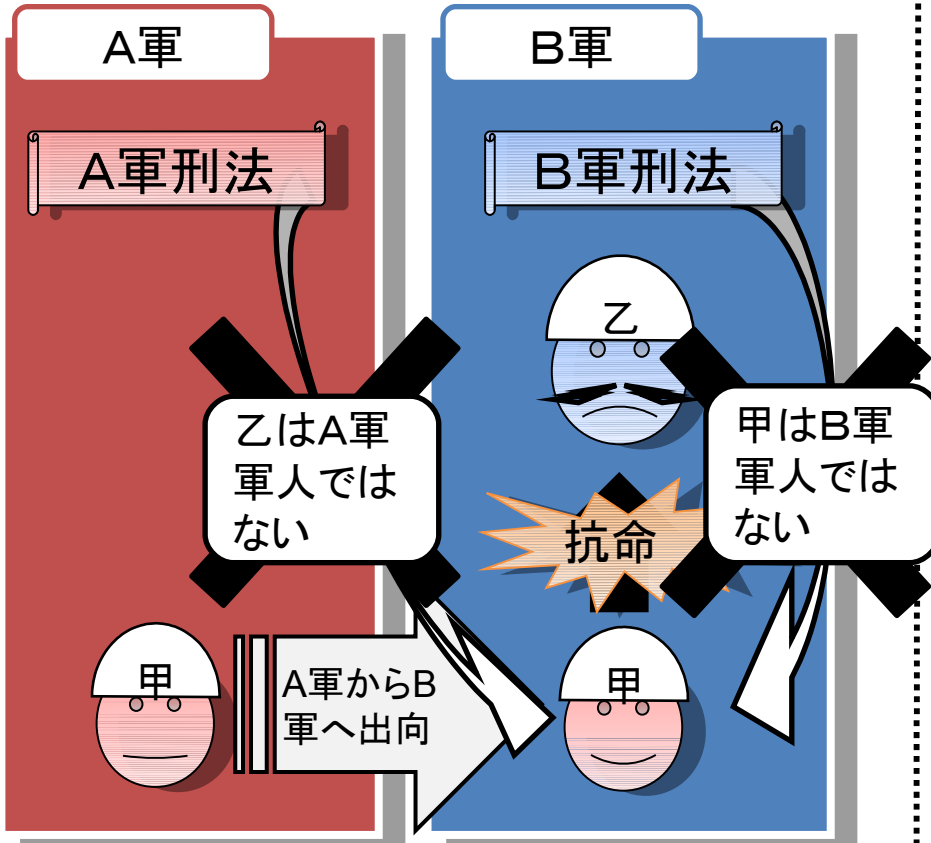 A軍
B軍
A軍刑法
B軍刑法
乙
乙はA軍
軍人では
ない
甲はB軍
軍人では
ない
抗命
甲
A軍からB
軍へ出向
甲